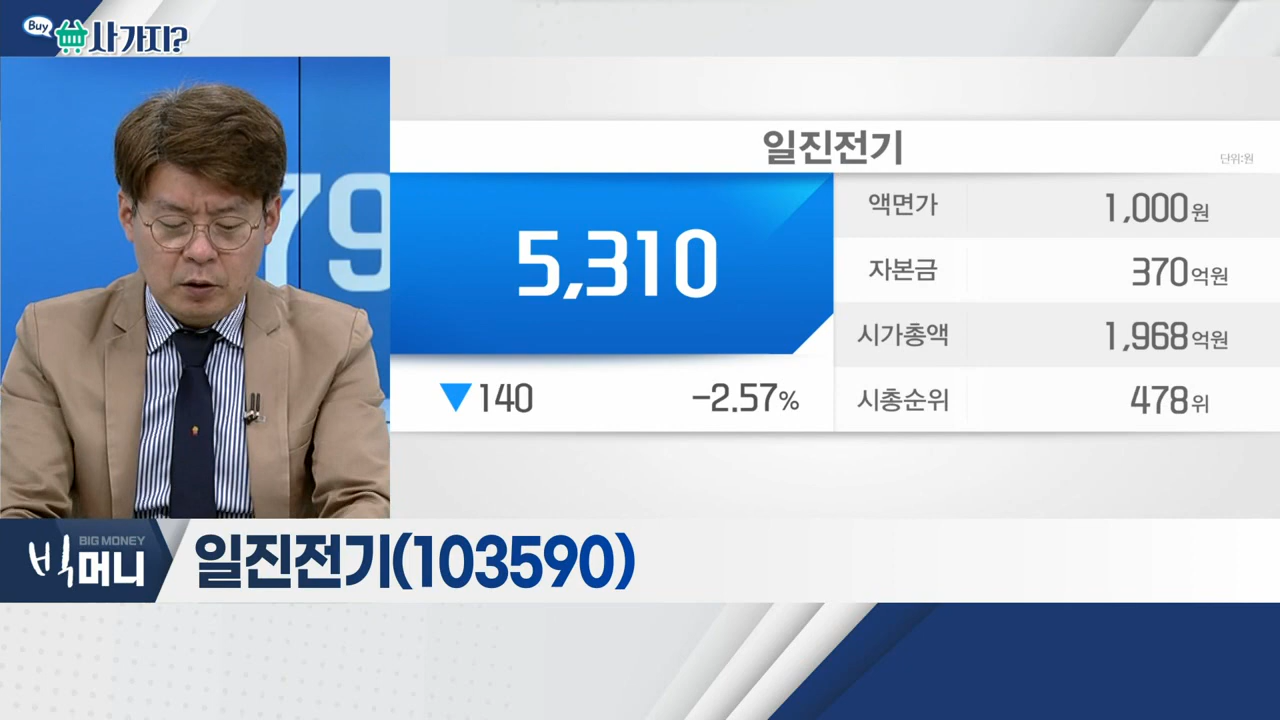 Buy
사가지?
79
일진전기
단위:원
5,310
▼140 -2.57%
액면가 1,000원
자본금 370억원
시가총액 1,968억원
시총순위 478위
BIG MONEY
빅머니
일진전기(103590)